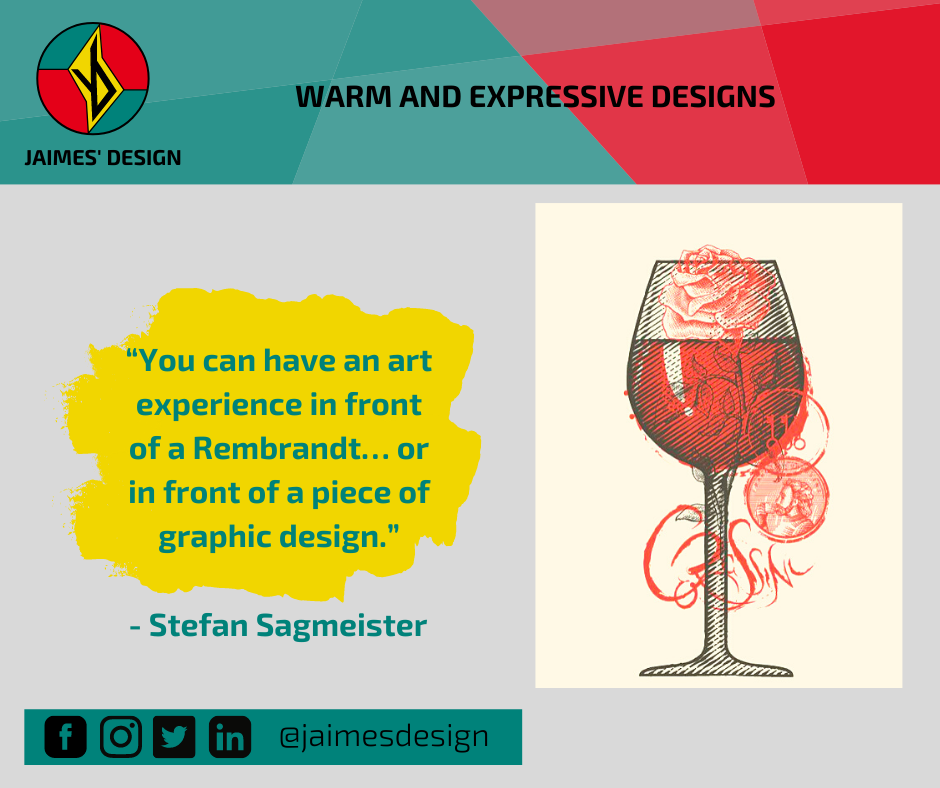 WARM AND EXPRESSIVE DESIGNS
JAIMES' DESIGN
“You can have an art
experience in front
of a Rembrandt… or
in front of a piece of
graphic design.”
- Stefan Sagmeister
@jaimesdesign